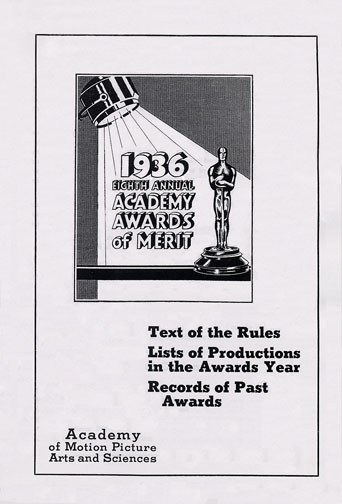 1936
EIGHTH ANNUAL
ACADEMY
AWARDS
of MERIT
Text of the Rules
Lists of Productions
in the Awards Year
Records of Past
Awards
Academy
of Motion Picture
Arts and Sciences